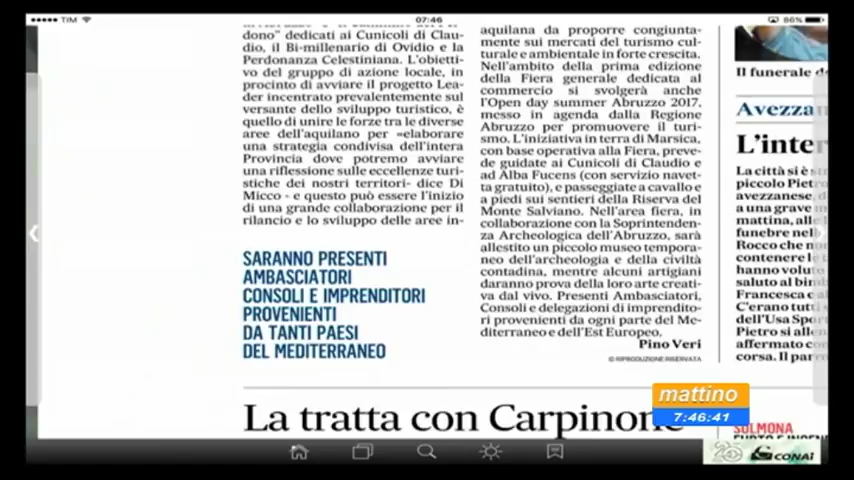 TIM
07:46
86%
dono" dedicati ai Cunicoli di Clau-
dio, il Bi-millenario di Ovidio e la
Perdonanza Celestiniana. L'obietti-
vo del gruppo di azione locale, in
procinto di avviare il progetto Lea-
der incentrato prevalentemente sul
versante dello sviluppo turistico, è
quello di unire le forze tra le diverse
aree dell'aquilano per «elaborare
una strategia condivisa dell'intera
Provincia dove potremo avviare
una riflessione sulle eccellenze turi-
stiche dei nostri territori- dice Di
Micco - e questo può essere l'inizio
di una grande collaborazione per il
rilancio e lo sviluppo delle aree in-
SARANNO PRESENTI
AMBASCIATORI
CONSOLI E IMPRENDITORI
PROVENIENTI
DA TANTI PAESI
DEL MEDITERRANEO
aquilana da proporre congiunta-
mente sui mercati del turismo cul-
turale e ambientale in forte crescita.
Nell'ambito della prima edizione
della Fiera generale dedicata al
commercio si svolgerà anche
l'Open day summer Abruzzo 2017,
messo in agenda dalla Regione
Abruzzo per promuovere il turi-
smo. L'iniziativa in terra di Marsica,
con base operativa alla Fiera, preve-
de guidate ai Cunicoli di Claudio e
ad Alba Fucens (con servizio navet-
ta gratuito), e passeggiate a cavallo e
a piedi sui sentieri della Riserva del
Monte Salviano. Nell'area fiera, in
collaborazione con la Soprintenden-
za Archeologica dell'Abruzzo, sarà
allestito un piccolo museo tempora-
neo dell'archeologia e della civiltà
contadina, mentre alcuni artigiani
daranno prova della loro arte creati-
va dal vivo. Presenti Ambasciatori,
Consoli e delegazioni di imprendito-
ri provenienti da ogni parte del Me-
diterraneo e dell'Est Europeo.
Pino Veri
© RIPRODUZIONE RISERVATA
Il funerale d
Avezzan
L'inter
La città si è st
piccolo Pietro
avezzanese, d
a una grave m
mattina, alle
funebre nell
Rocco che no
contenere le t
hanno voluto
saluto al bim
Francesca e a
C'erano tutti
dell'Usa Spor
Pietro si alle
affermato con
corsa. Il parr
La tratta con Carpinone
mattino
7:46:41
SULMONA
CONAI